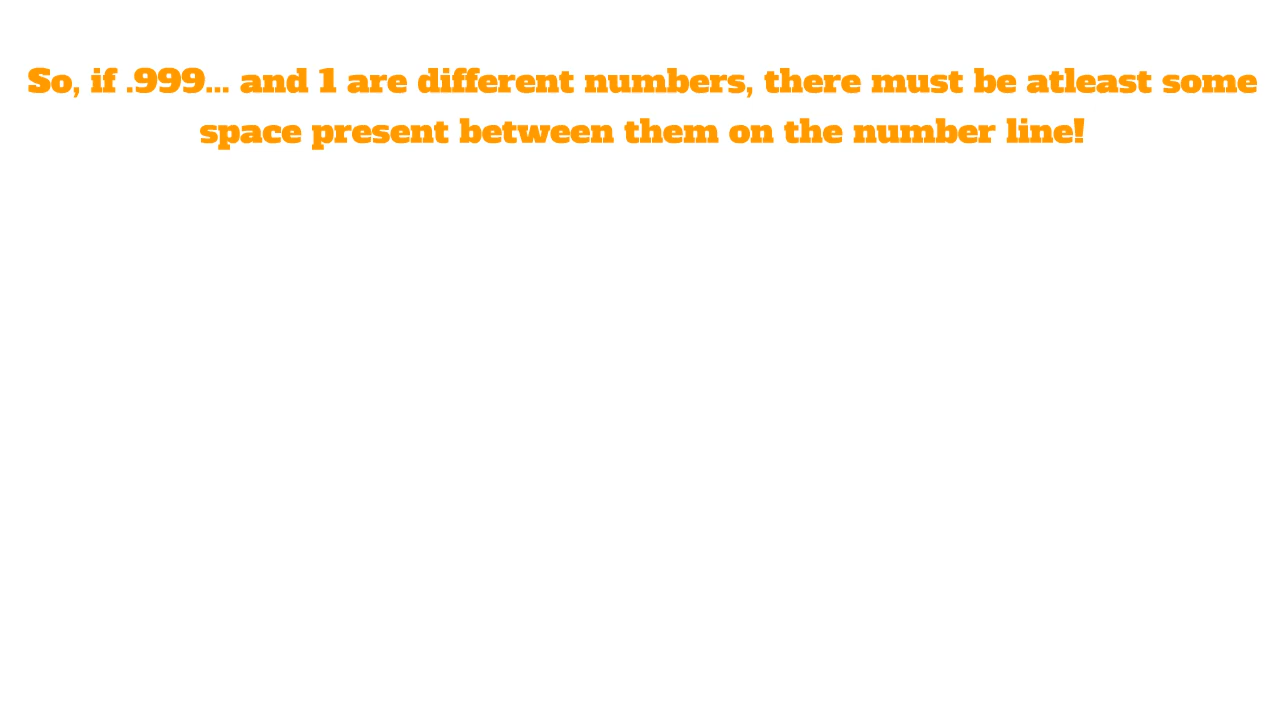 So, if .999... and 1 are different numbers, there must be atleast some
space present between them on the number line!